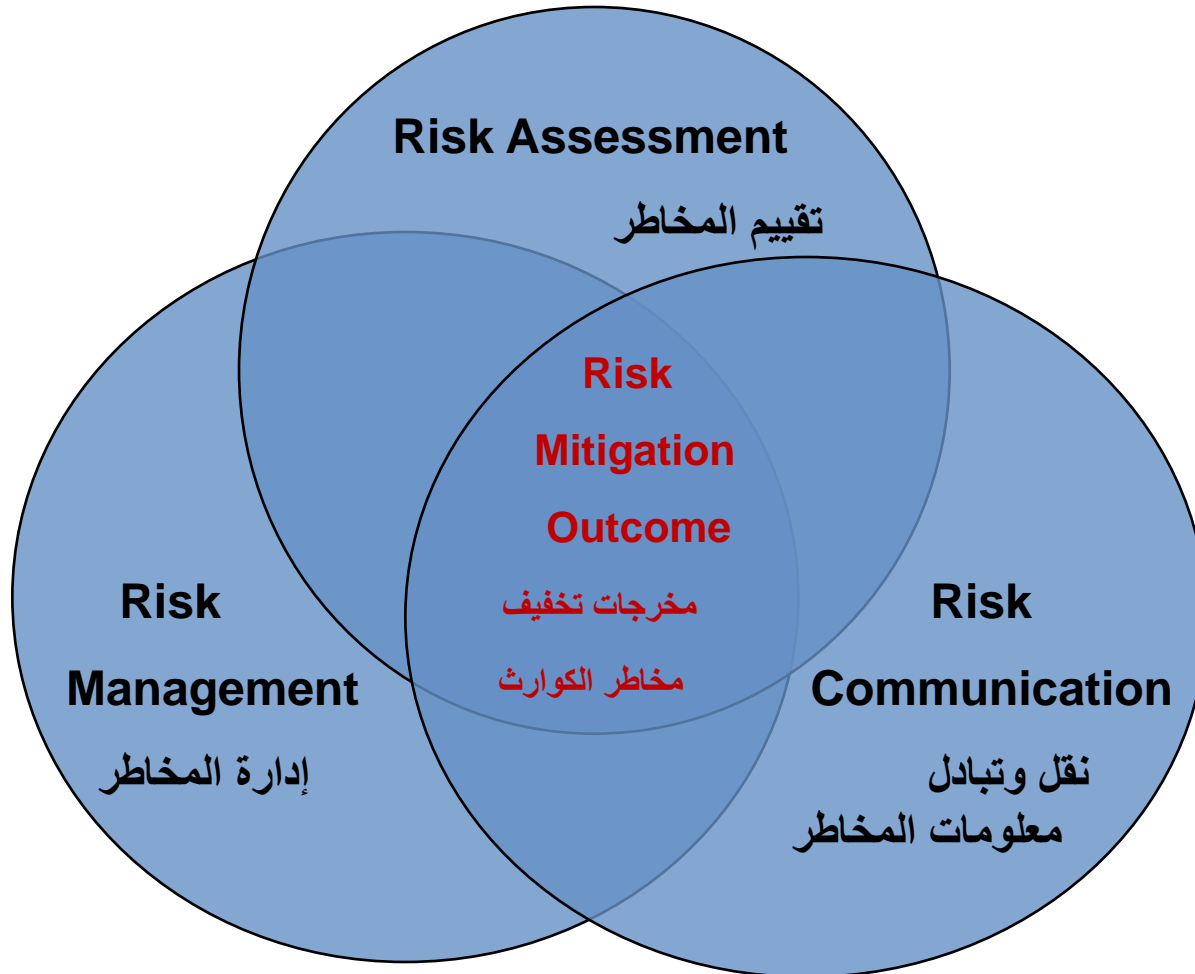 Risk Assessment
تقييم المخاطر
Risk
Mitigation
Outcome
مخرجات تخفيف
مخاطر الكوارث
Risk
Management
إدارة المخاطر
Risk
Communication
نقل وتبادل
معلومات المخاطر